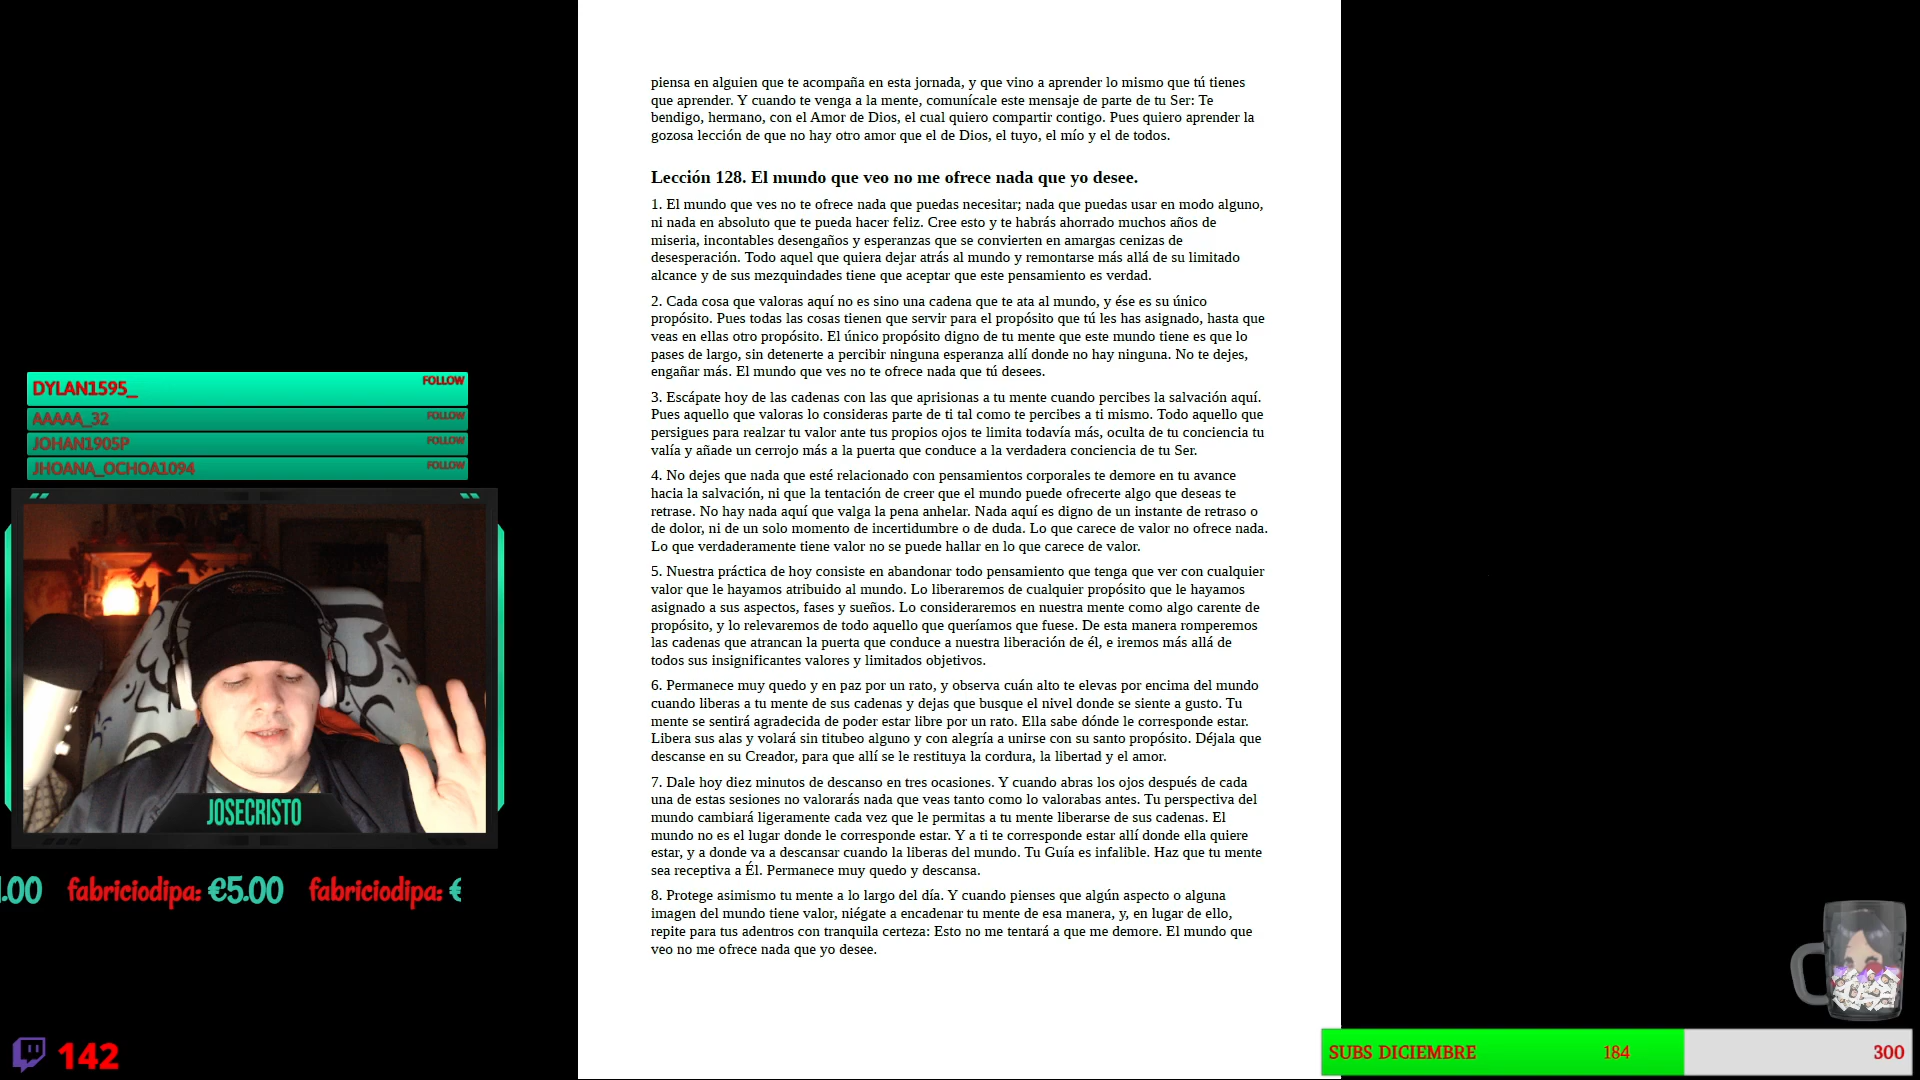 piensa en alguien que te acompaña en esta jornada, y que vino a aprender lo mismo que tú tienes
que aprender. Y cuando te venga a la mente, comunícale este mensaje de parte de tu Ser: Te
bendigo, hermano, con el Amor de Dios, el cual quiero compartir contigo. Pues quiero aprender la
gozosa lección de que no hay otro amor que el de Dios, el tuyo, el mío y el de todos.
Lección 128. El mundo que veo no me ofrece nada que yo desee.
1. El mundo que ves no te ofrece nada que puedas necesitar; nada que puedas usar en modo alguno,
ni nada en absoluto que te pueda hacer feliz. Cree esto y te habrás ahorrado muchos años de
miseria, incontables desengaños y esperanzas que se convierten en amargas cenizas de
desesperación. Todo aquel que quiera dejar atrás al mundo y remontarse más allá de su limitado
alcance y de sus mezquindades tiene que aceptar que este pensamiento es verdad.
2. Cada cosa que valoras aquí no es sino una cadena que te ata al mundo, y ése es su único
propósito. Pues todas las cosas tienen que servir para el propósito que tú les has asignado, hasta que
veas en ellas otro propósito. El único propósito digno de tu mente que este mundo tiene es que lo
pases de largo, sin detenerte a percibir ninguna esperanza allí donde no hay ninguna. No te dejes,
engañar más. El mundo que ves no te ofrece nada que tú desees.
3. Escápate hoy de las cadenas con las que aprisionas a tu mente cuando percibes la salvación aquí.
Pues aquello que valoras lo consideras parte de ti tal como te percibes a ti mismo. Todo aquello que
persigues para realzar tu valor ante tus propios ojos te limita todavía más, oculta de tu conciencia tu
valía y añade un cerrojo más a la puerta que conduce a la verdadera conciencia de tu Ser.
4. No dejes que nada que esté relacionado con pensamientos corporales te demore en tu avance
hacia la salvación, ni que la tentación de creer que el mundo puede ofrecerte algo que deseas te
retrase. No hay nada aquí que valga la pena anhelar. Nada aquí es digno de un instante de retraso o
de dolor, ni de un solo momento de incertidumbre o de duda. Lo que carece de valor no ofrece nada.
Lo que verdaderamente tiene valor no se puede hallar en lo que carece de valor.
5. Nuestra práctica de hoy consiste en abandonar todo pensamiento que tenga que ver con cualquier
valor que le hayamos atribuido al mundo. Lo liberaremos de cualquier propósito que le hayamos
asignado a sus aspectos, fases y sueños. Lo consideraremos en nuestra mente como algo carente de
propósito, y lo relevaremos de todo aquello que queríamos que fuese. De esta manera romperemos
las cadenas que atrancan la puerta que conduce a nuestra liberación de él, e iremos más allá de
todos sus insignificantes valores y limitados objetivos.
6. Permanece muy quedo y en paz por un rato, y observa cuán alto te elevas por encima del mundo
cuando liberas a tu mente de sus cadenas y dejas que busque el nivel donde se siente a gusto. Tu
mente se sentirá agradecida de poder estar libre por un rato. Ella sabe dónde le corresponde estar.
Libera sus alas y volará sin titubeo alguno y con alegría a unirse con su santo propósito. Déjala que
descanse en su Creador, para que allí se le restituya la cordura, la libertad y el amor.
7. Dale hoy diez minutos de descanso en tres ocasiones. Y cuando abras los ojos después de cada
una de estas sesiones no valorarás nada que veas tanto como lo valorabas antes. Tu perspectiva del
mundo cambiará ligeramente cada vez que le permitas a tu mente liberarse de sus cadenas. El
mundo no es el lugar donde le corresponde estar. Y a ti te corresponde estar allí donde ella quiere
estar, y a donde va a descansar cuando la liberas del mundo. Tu Guía es infalible. Haz que tu mente
sea receptiva a Él. Permanece muy quedo y descansa.
8. Protege asimismo tu mente a lo largo del día. Y cuando pienses que algún aspecto o alguna
imagen del mundo tiene valor, niégate a encadenar tu mente de esa manera, y, en lugar de ello,
repite para tus adentros con tranquila certeza: Esto no me tentará a que me demore. El mundo que
veo no me ofrece nada que yo desee.
DYLAN1595_ FOLLOW
AAAAA_32 FOLLOW
JOHAN1905P FOLLOW
JHOANA_OCHOA1094 FOLLOW
JOSECRISTO
.00 fabriciodipa: €5.00 fabriciodipa: €
142
SUBS DICIEMBRE 184 300